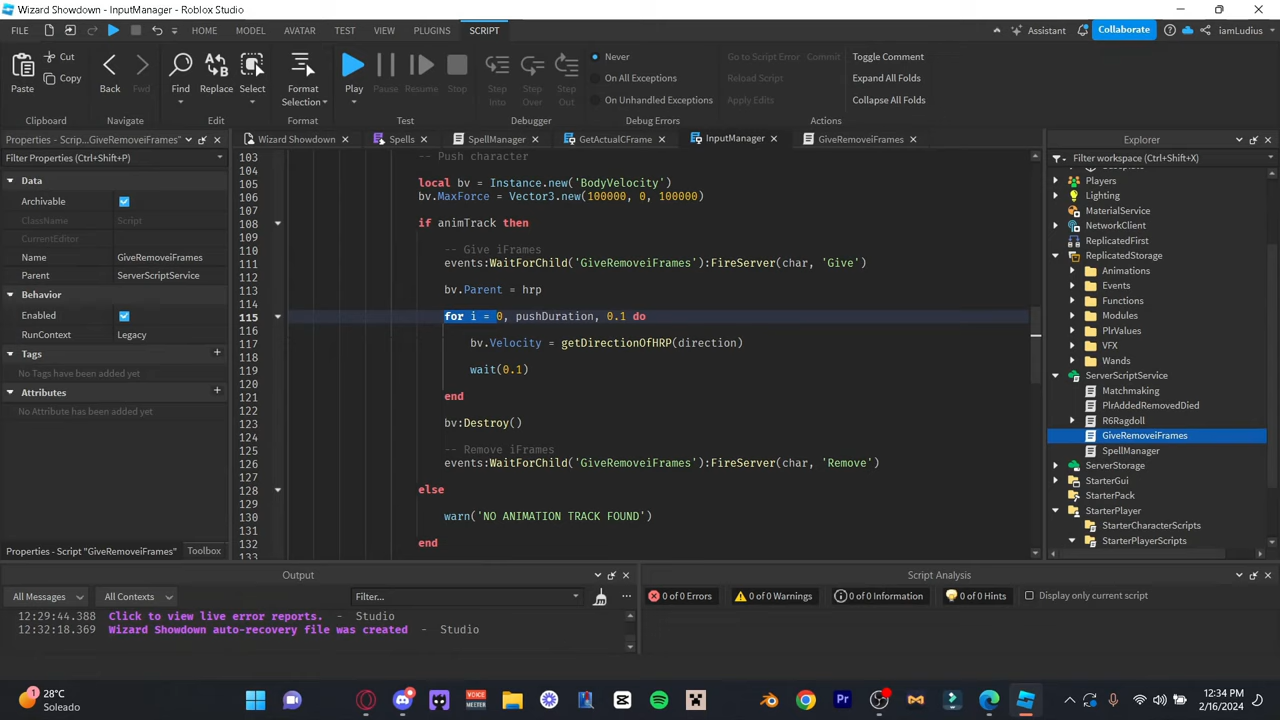 Wizard Showdown - InputManager - Roblox Studio
FILE
HOME
MODEL
AVATAR
TEST
VIEW
PLUGINS
SCRIPT
Assistant
Collaborate
iamLudius
Paste
Cut
Copy
Clipboard
Back
Fwd
Navigate
Find
Replace
Select
Edit
Format
Selection
Format
Play
Pause
Resume
Stop
Test
Step
Into
Step
Over
Step
Out
Debugger
Never
On All Exceptions
On Unhandled Exceptions
Debug Errors
Go to Script Error
Commit
Reload Script
Apply Edits
Toggle Comment
Expand All Folds
Collapse All Folds
Actions
Properties - Scrip..."GiveRemoveiFrames"
Filter Properties (Ctrl+Shift+P)
Data
Archivable
ClassName Script
CurrentEditor
Name GiveRemoveiFrames
Parent ServerScriptService
Behavior
Enabled
RunContext Legacy
Tags
No Tags have been added yet
Attributes
No Attribute has been added yet
Properties - Script "GiveRemoveiFrames"
Toolbox
Wizard Showdown
Spells
SpellManager
GetActualCFrame
InputManager
GiveRemoveiFrames
103 -- Push character
104
105 local bv = Instance.new('BodyVelocity')
106 bv.MaxForce = Vector3.new(100000, 0, 100000)
107
108 if animTrack then
109
110 -- Give iFrames
111 events:WaitForChild('GiveRemoveiFrames'):FireServer(char, 'Give')
112
113 bv.Parent = hrp
114
115 for i = 0, pushDuration, 0.1 do
116
117 bv.Velocity = getDirectionOfHRP(direction)
118
119 wait(0.1)
120
121 end
122
123 bv:Destroy()
124
125 -- Remove iFrames
126 events:WaitForChild('GiveRemoveiFrames'):FireServer(char, 'Remove')
127
128 else
129
130 warn('NO ANIMATION TRACK FOUND')
131
132 end
133
Explorer
Filter workspace (Ctrl+Shift+X)
Players
Lighting
MaterialService
NetworkClient
ReplicatedFirst
ReplicatedStorage
Animations
Events
Functions
Modules
PlrValues
VFX
Wands
ServerScriptService
Matchmaking
PlrAddedRemovedDied
R6Ragdoll
GiveRemoveiFrames
SpellManager
ServerStorage
StarterGui
StarterPack
StarterPlayer
StarterCharacterScripts
StarterPlayerScripts
Output
All Messages
All Contexts
Filter...
12:29:44.388 Click to view live error reports. - Studio
12:32:18.369 Wizard Showdown auto-recovery file was created - Studio
Script Analysis
0 of 0 Errors
0 of 0 Warnings
0 of 0 Information
0 of 0 Hints
Display only current script
28°C
Soleado
VOICE
MEETER
Pr
12:34 PM
2/16/2024